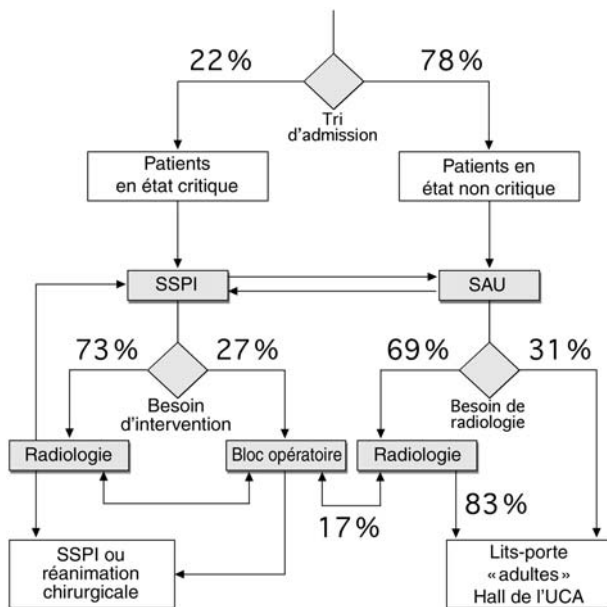 22 %
78 %
Tri
d'admission
Patients
en état critique
Patients en
état non critique
SSPI
SAU
73 %
27 %
69 %
31 %
Besoin
d'intervention
Besoin de
radiologie
Radiologie
Bloc opératoire
Radiologie
17 %
83 %
SSPI ou
réanimation
chirurgicale
Lits-porte
« adultes »
Hall de l'UCA